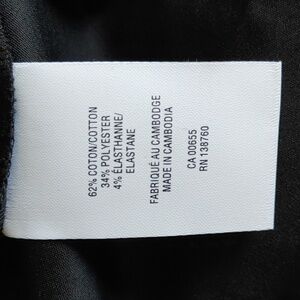 62% COTON/COTTON
34% POLYESTER
4% ÉLASTHANNE/
ELASTANE
FABRIQUÉ AU CAMBODGE
MADE IN CAMBODIA
CA 00655
RN 138760